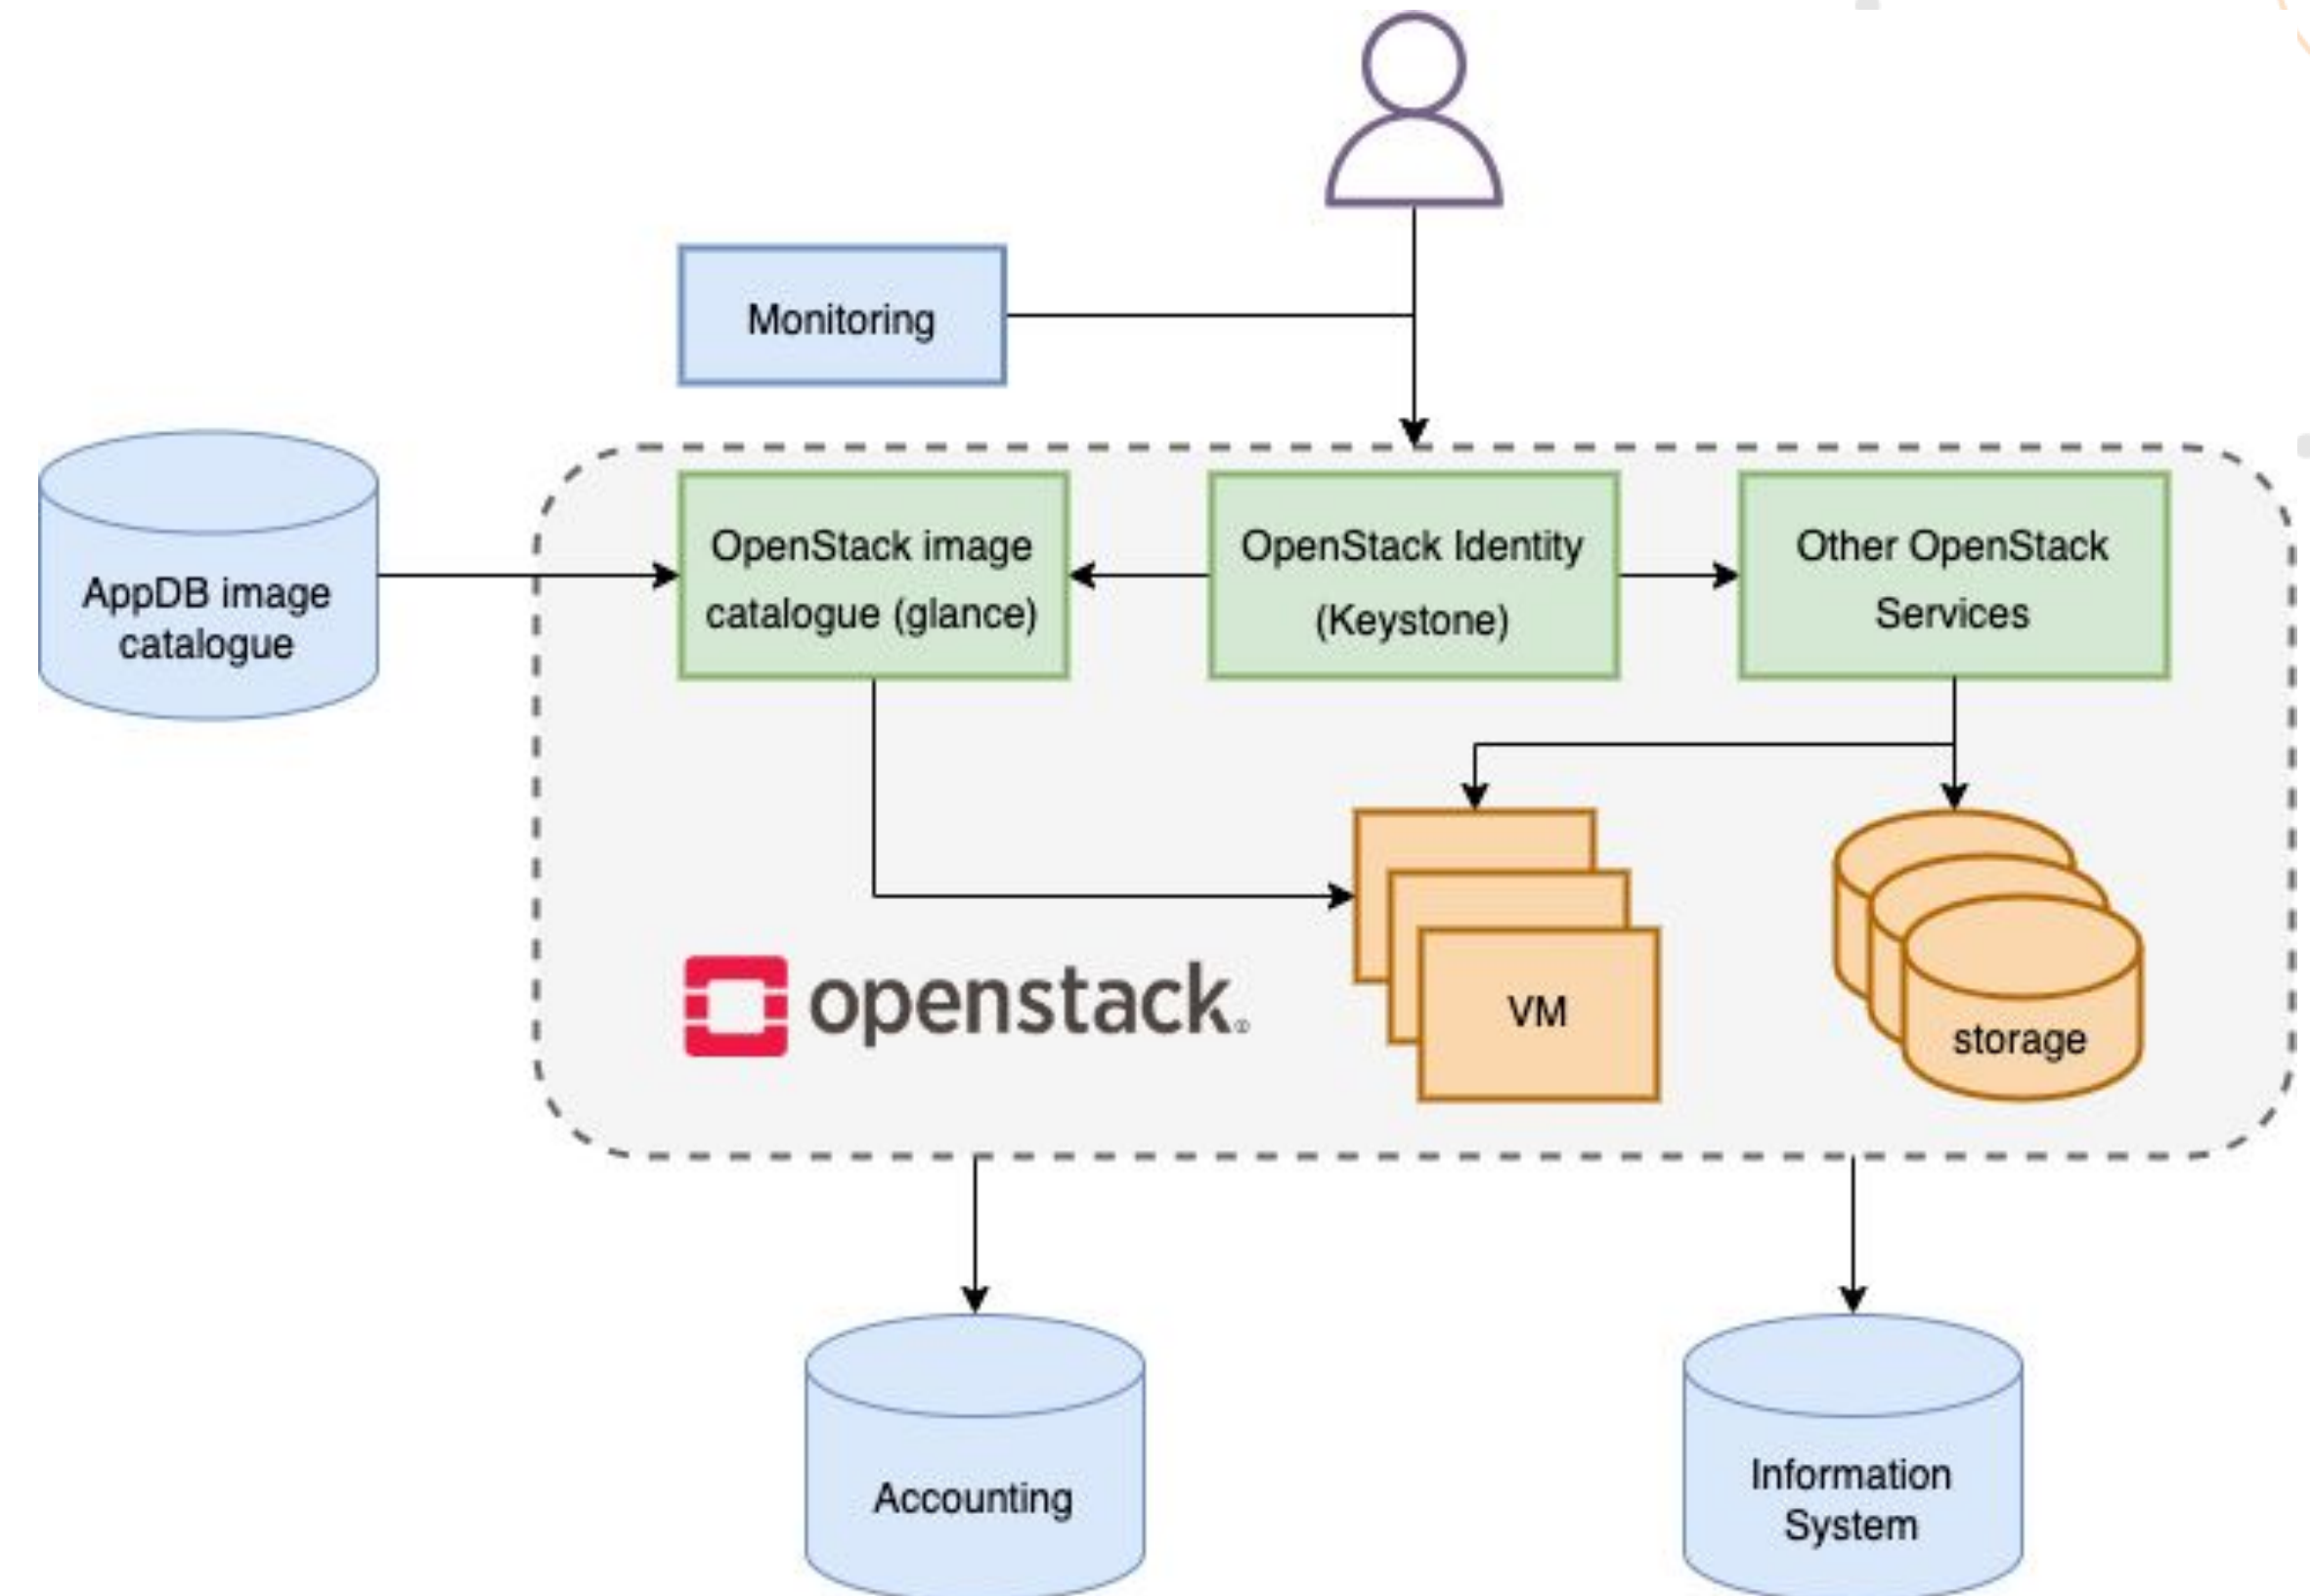 Monitoring
AppDB image
catalogue
OpenStack image
catalogue (glance)
OpenStack Identity
(Keystone)
Other OpenStack
Services
openstack®
VM
storage
Accounting
Information
System